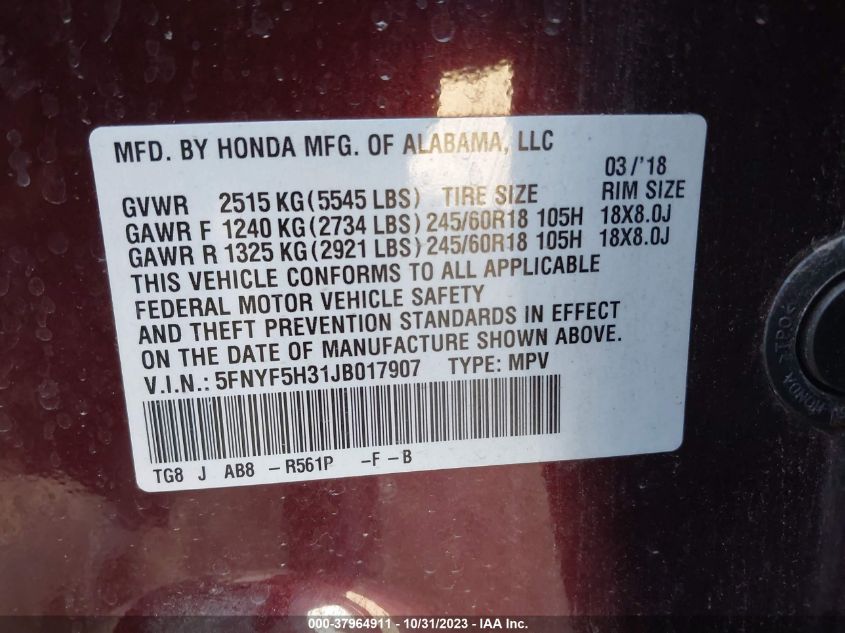 MFD. BY HONDA MFG. OF ALABAMA, LLC
03/'18
GVWR 2515 KG(5545 LBS) TIRE SIZE RIM SIZE
GAWR F 1240 KG(2734 LBS) 245/60R18 105H 18X8.0J
GAWR R 1325 KG(2921 LBS) 245/60R18 105H 18X8.0J
THIS VEHICLE CONFORMS TO ALL APPLICABLE
FEDERAL MOTOR VEHICLE SAFETY
AND THEFT PREVENTION STANDARDS IN EFFECT
ON THE DATE OF MANUFACTURE SHOWN ABOVE.
V.I.N.: 5FNYF5H31JB017907 TYPE: MPV
TG8 J AB8 -R561P -F-B
HONDA
000-37964911 - 10/31/2023 - IAA Inc.